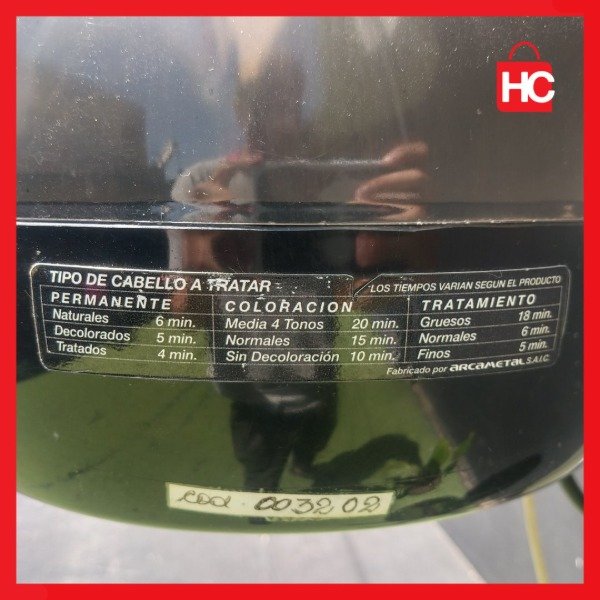 HC
TIPO DE CABELLO A TRATAR
LOS TIEMPOS VARIAN SEGUN EL PRODUCTO
PERMANENTE
Naturales 6 min.
Decolorados 5 min.
Tratados 4 min.
COLORACION
Media 4 Tonos 20 min.
Normales 15 min.
Sin Decoloración 10 min.
TRATAMIENTO
Gruesos 18 min.
Normales 6 min.
Finos 5 min.
Fabricado por arcametal S.A.I.C.
cod 003202